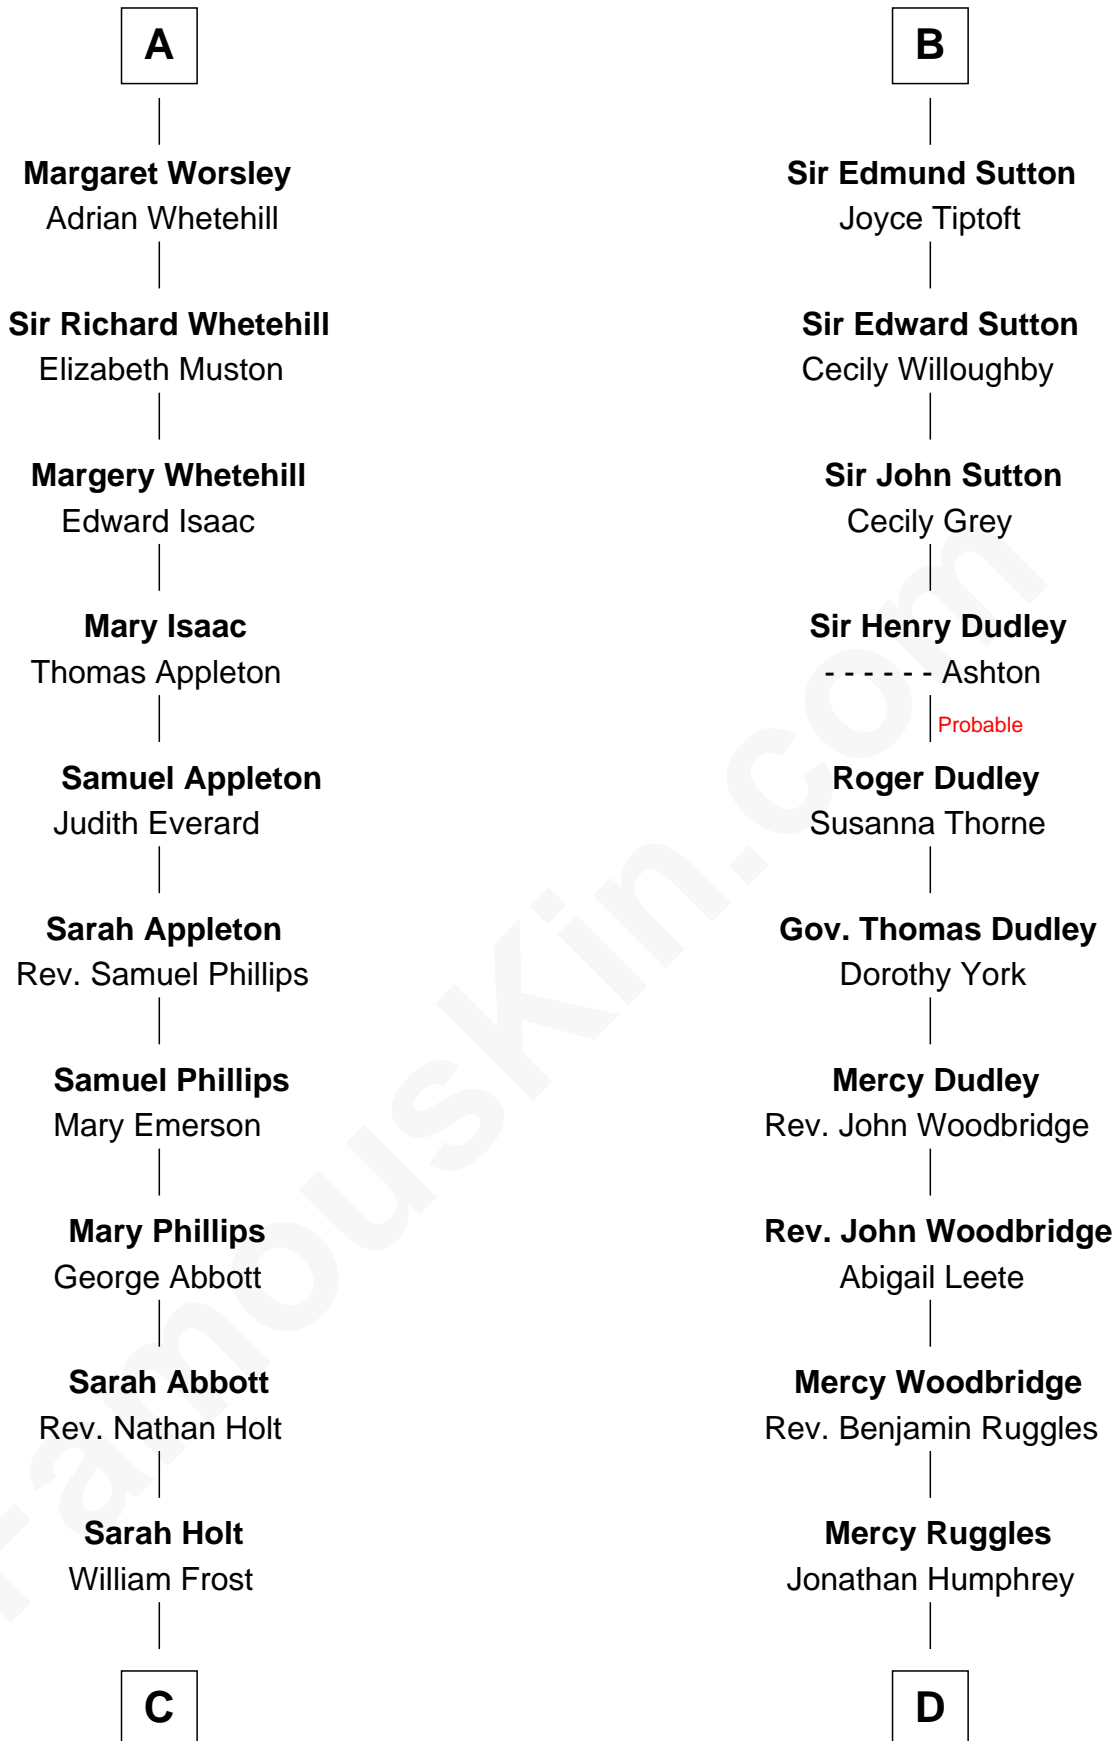 A
Margaret Worsley
Adrian Whetehill
Sir Richard Whetehill
Elizabeth Muston
Margery Whetehill
Edward Isaac
Mary Isaac
Thomas Appleton
Samuel Appleton
Judith Everard
Sarah Appleton
Rev. Samuel Phillips
Samuel Phillips
Mary Emerson
Mary Phillips
George Abbott
Sarah Abbott
Rev. Nathan Holt
Sarah Holt
William Frost
C
B
Sir Edmund Sutton
Joyce Tiptoft
Sir Edward Sutton
Cecily Willoughby
Sir John Sutton
Cecily Grey
Sir Henry Dudley
- - - - - - Ashton
Probable
Roger Dudley
Susanna Thorne
Gov. Thomas Dudley
Dorothy York
Mercy Dudley
Rev. John Woodbridge
Rev. John Woodbridge
Abigail Leete
Mercy Woodbridge
Rev. Benjamin Ruggles
Mercy Ruggles
Jonathan Humphrey
D
FamousKin.com